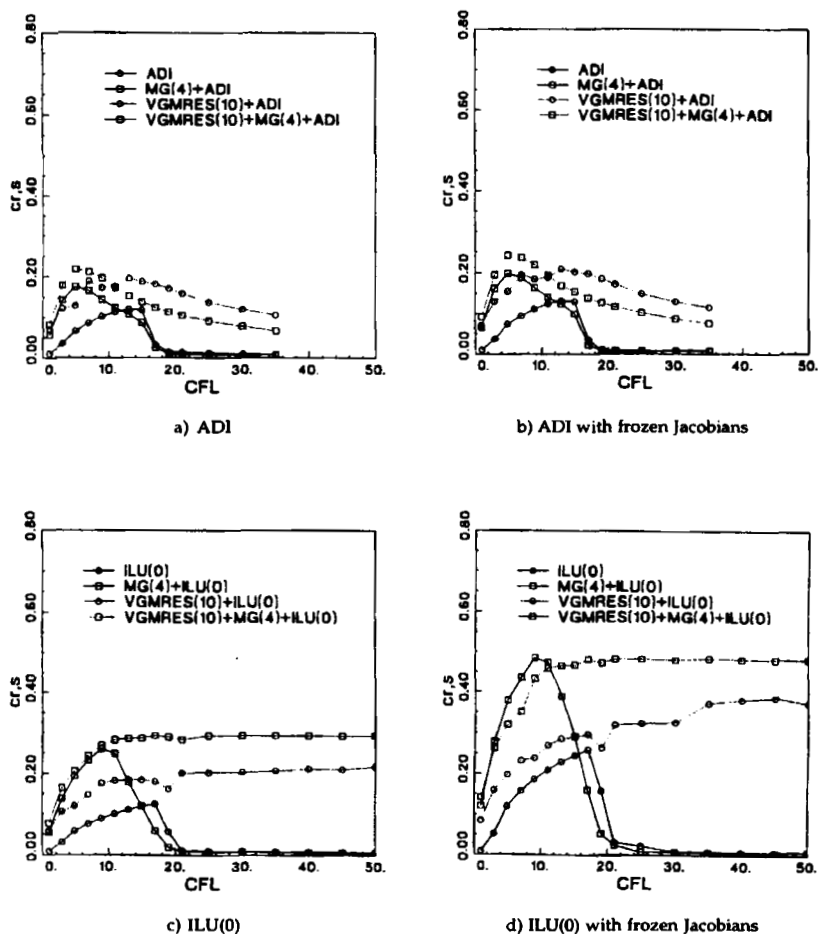 0.80
0.60
0.40
0.20
0.00
cr,s
ADI
MG(4)+ADI
VGMRES(10)+ADI
VGMRES(10)+MG(4)+ADI
0. 10. 20. 30. 40. 50.
CFL
a) ADI
0.80
0.60
0.40
0.20
0.00
cr,s
ADI
MG(4)+ADI
VGMRES(10)+ADI
VGMRES(10)+MG(4)+ADI
0. 10. 20. 30. 40. 50.
CFL
b) ADI with frozen Jacobians
0.80
0.60
0.40
0.20
0.00
cr,s
ILU(0)
MG(4)+ILU(0)
VGMRES(10)+ILU(0)
VGMRES(10)+MG(4)+ILU(0)
0. 10. 20. 30. 40. 50.
CFL
c) ILU(0)
0.80
0.60
0.40
0.20
0.00
cr,s
ILU(0)
MG(4)+ILU(0)
VGMRES(10)+ILU(0)
VGMRES(10)+MG(4)+ILU(0)
0. 10. 20. 30. 40. 50.
CFL
d) ILU(0) with frozen Jacobians